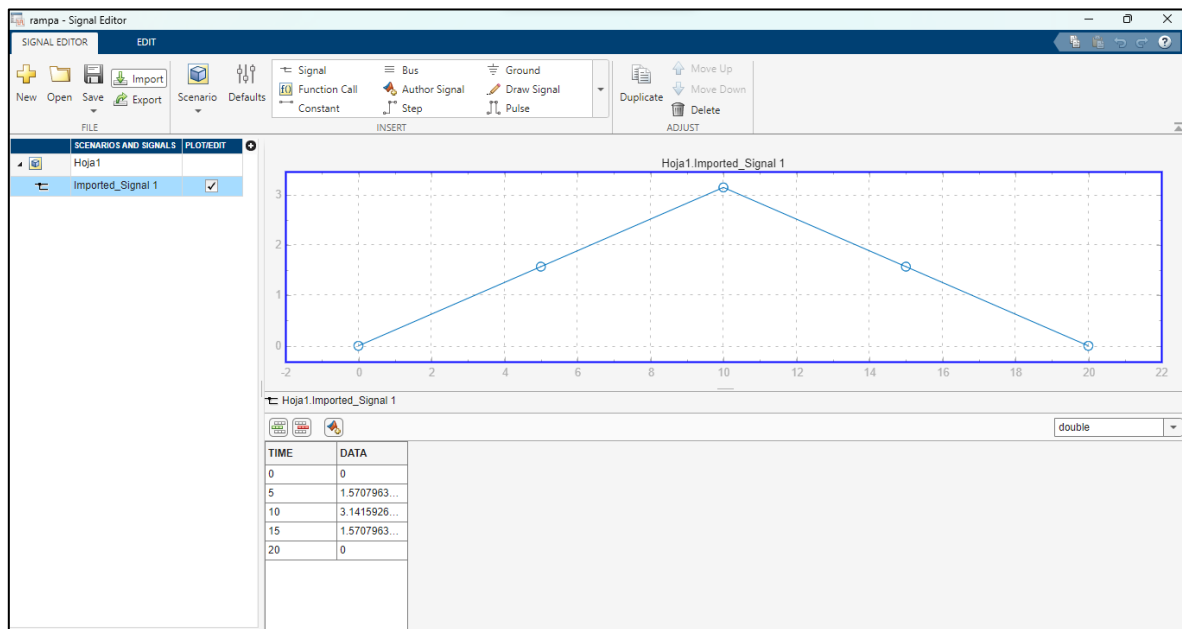 rampa - Signal Editor
SIGNAL EDITOR EDIT
New Open Save Import Export Scenario Defaults
FILE
Signal Bus Ground
Function Call Author Signal Draw Signal
Constant Step Pulse
INSERT
Duplicate Move Up
Move Down
Delete
ADJUST
SCENARIOS AND SIGNALS PLOT/EDIT
Hoja1
Imported_Signal 1
Hoja1.Imported_Signal 1
3
2
1
0
-2 0 2 4 6 8 10 12 14 16 18 20 22
Hoja1.Imported_Signal 1
double
TIME DATA
0 0
5 1.5707963...
10 3.1415926...
15 1.5707963...
20 0